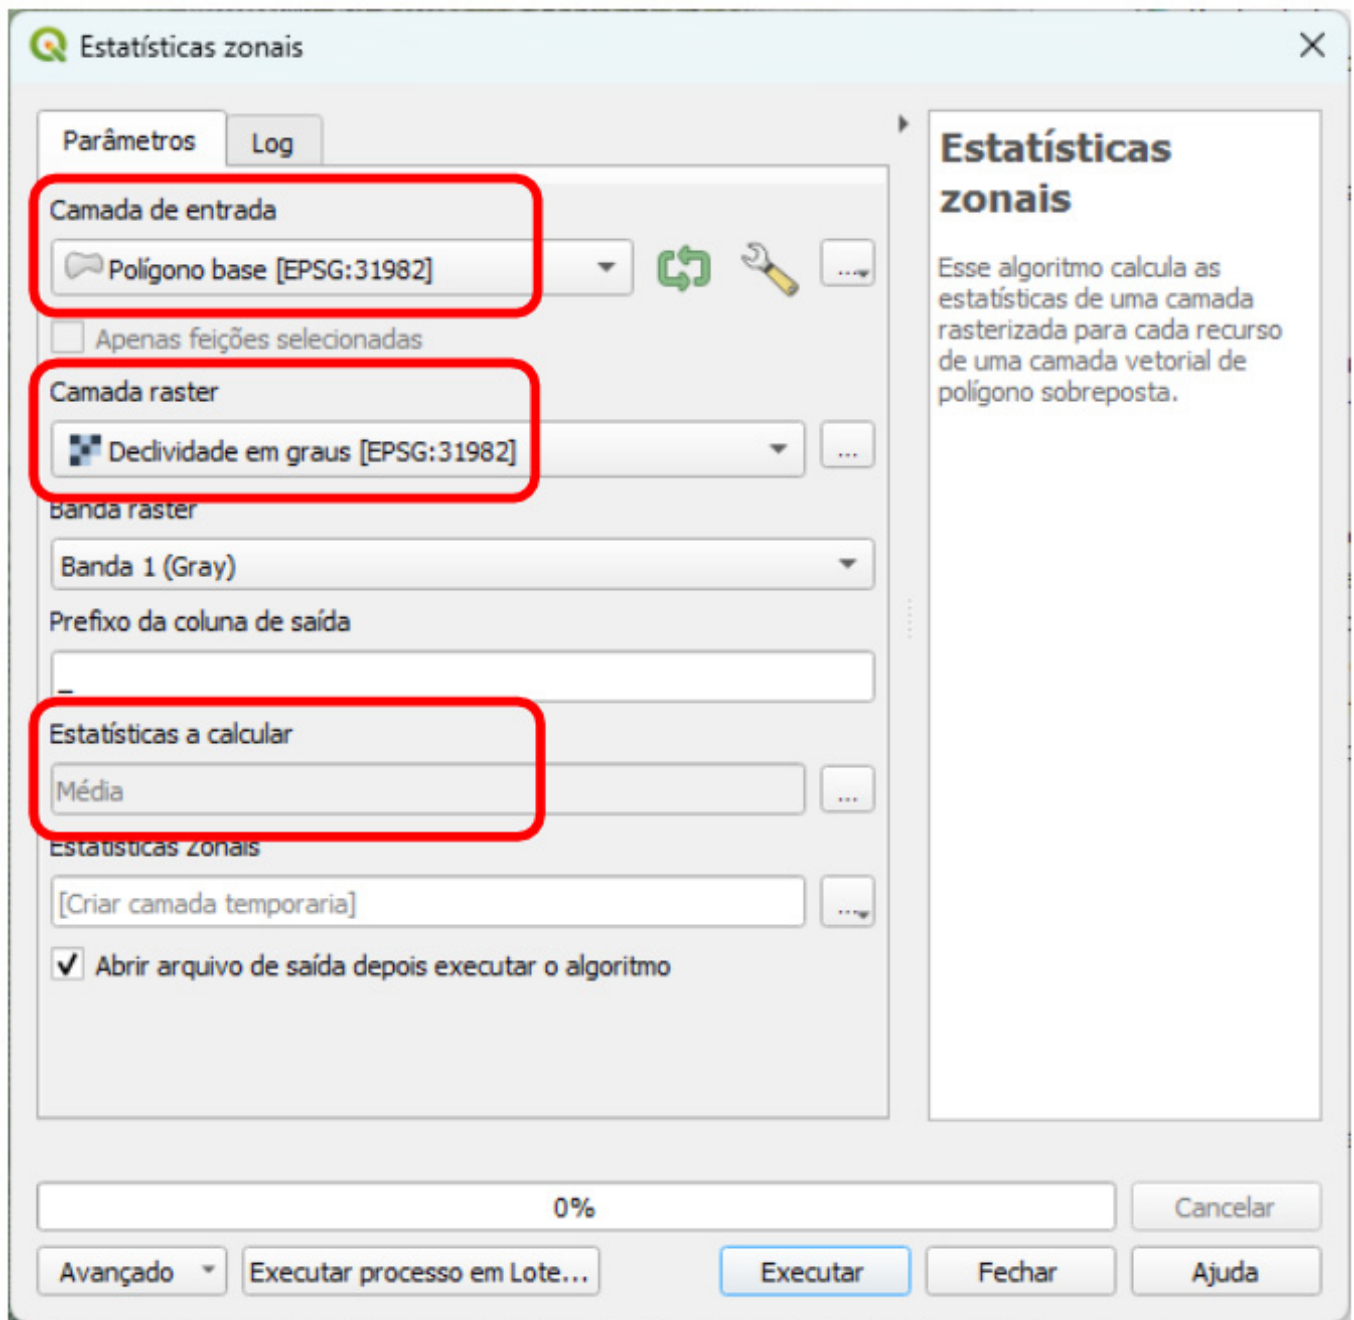 Estatísticas zonais
Parâmetros
Log
Camada de entrada
Polígono base [EPSG:31982]
...
Apenas feições selecionadas
Camada raster
Declividade em graus [EPSG:31982]
...
Banda raster
Banda 1 (Gray)
Prefixo da coluna de saída
_
Estatísticas a calcular
Média
...
Estatísticas Zonais
[Criar camada temporaria]
...
Abrir arquivo de saída depois executar o algoritmo
Estatísticas
zonais
Esse algoritmo calcula as
estatísticas de uma camada
rasterizada para cada recurso
de uma camada vetorial de
polígono sobreposta.
0%
Cancelar
Avançado
Executar processo em Lote...
Executar
Fechar
Ajuda